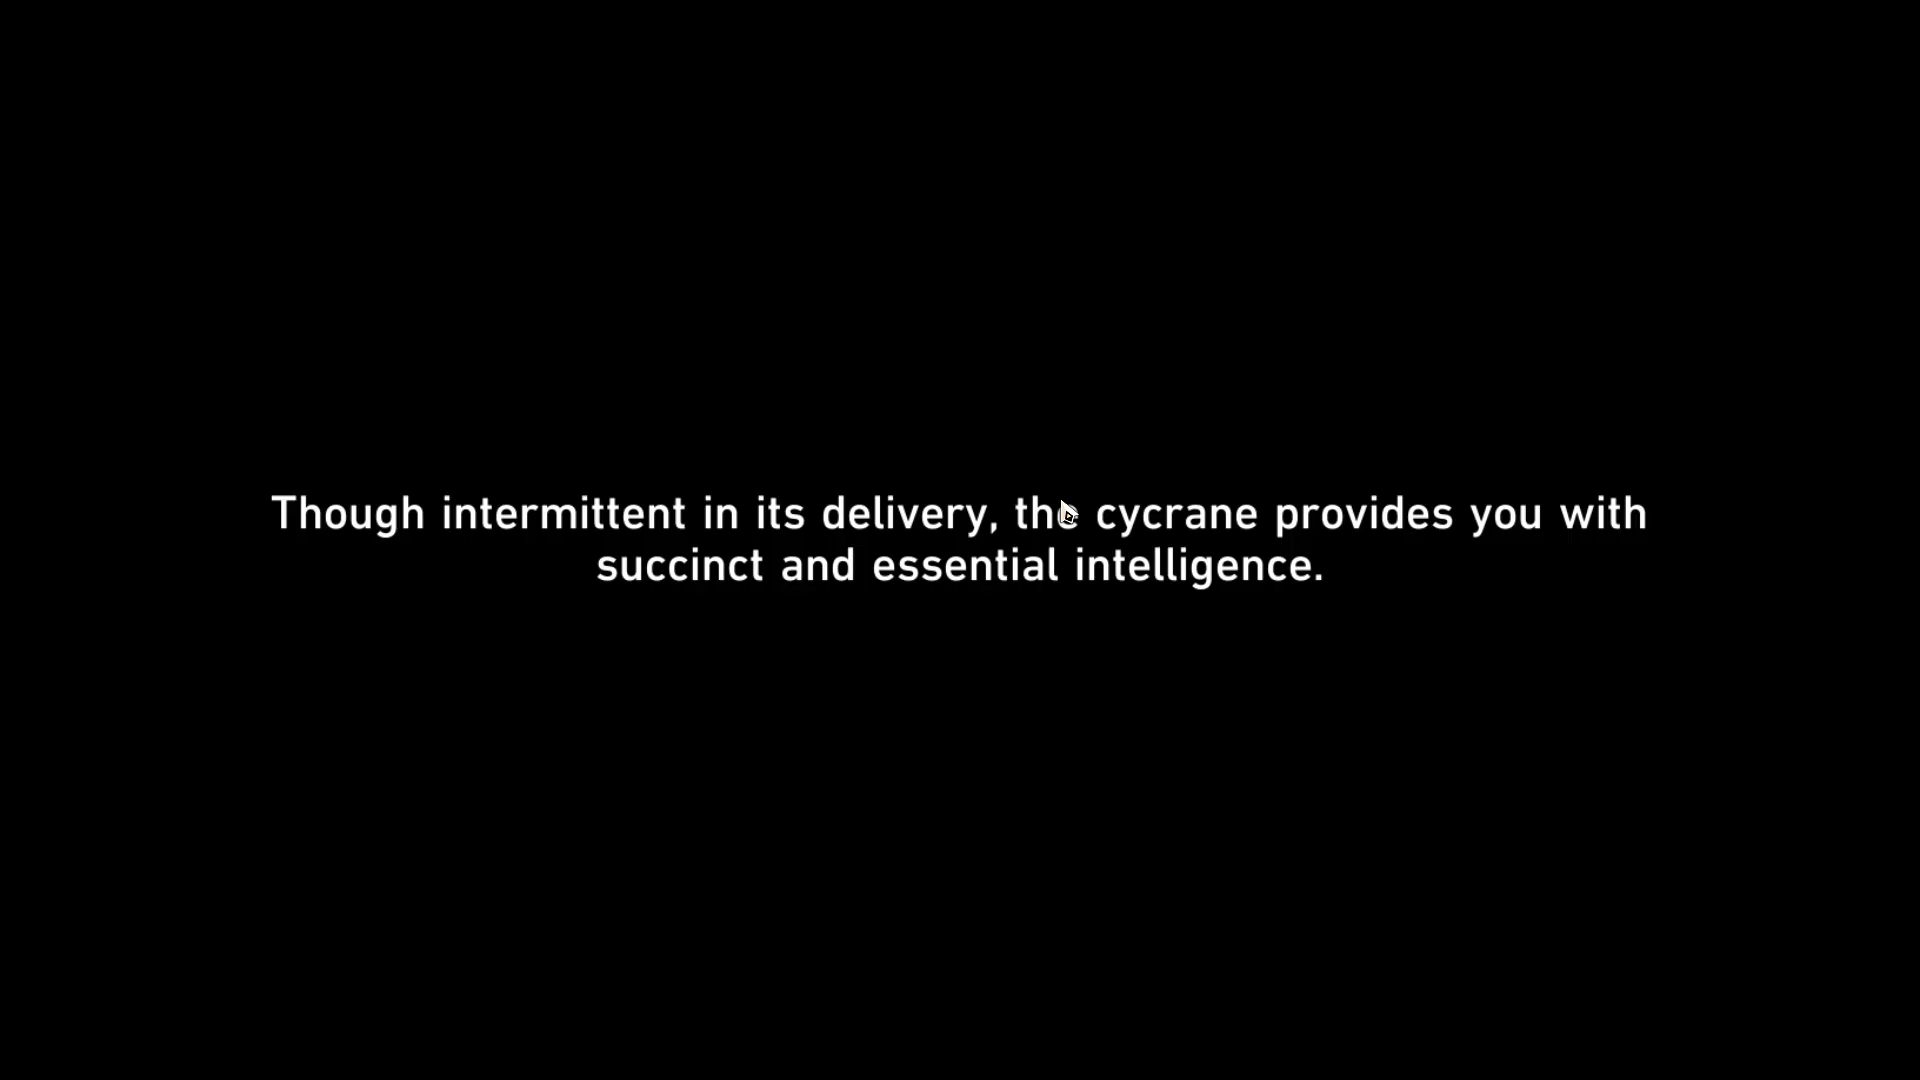 Though intermittent in its delivery, the cycrane provides you with
succinct and essential intelligence.